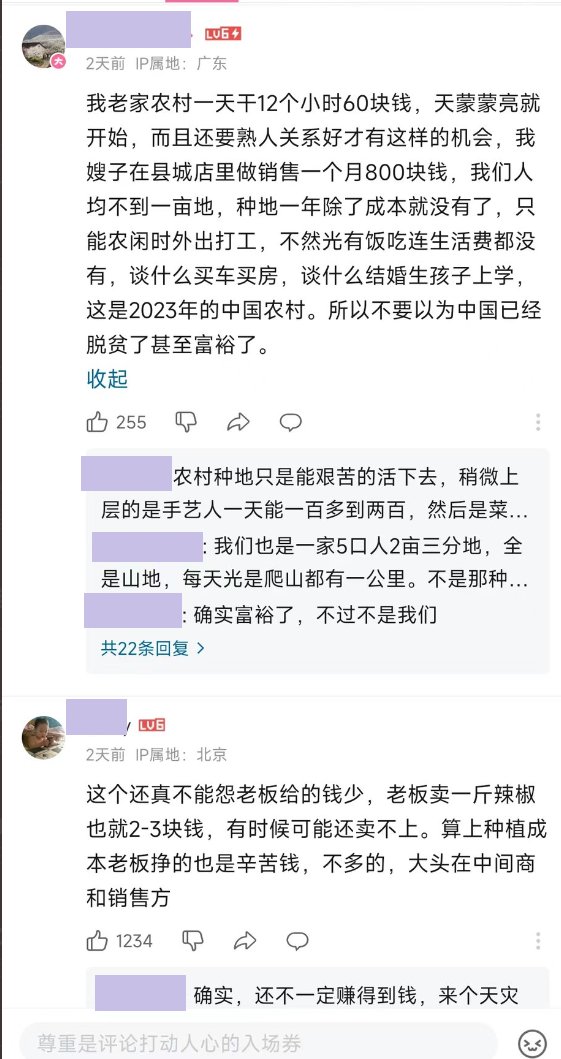 LV6
2天前 IP属地：广东
我老家农村一天干12个小时60块钱，天蒙蒙亮就
开始，而且还要熟人关系好才有这样的机会，我
嫂子在县城店里做销售一个月800块钱，我们人
均不到一亩地，种地一年除了成本就没有了，只
能农闲时外出打工，不然光有饭吃连生活费都没
有，谈什么买车买房，谈什么结婚生孩子上学，
这是2023年的中国农村。所以不要以为中国已经
脱贫了甚至富裕了。
收起
255
农村种地只是能艰苦的活下去，稍微上
层的是手艺人一天能一百多到两百，然后是菜...
: 我们也是一家5口人2亩三分地，全
是山地，每天光是爬山都有一公里。不是那种...
: 确实富裕了，不过不是我们
共22条回复 >
y LV6
2天前 IP属地：北京
这个还真不能怨老板给的钱少，老板卖一斤辣椒
也就2-3块钱，有时候可能还卖不上。算上种植成
本老板挣的也是辛苦钱，不多的，大头在中间商
和销售方
1234
确实，还不一定赚得到钱，来个天灾
尊重是评论打动人心的入场券